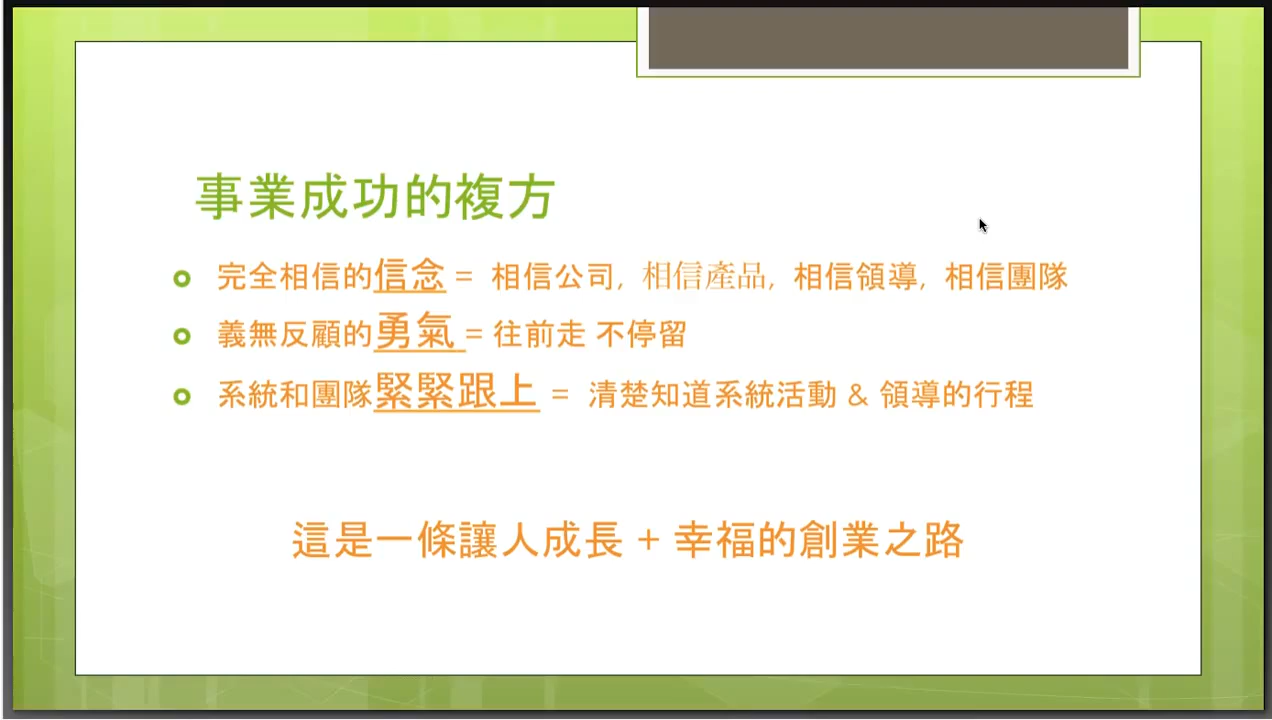 事業成功的複方
完全相信的信念 = 相信公司, 相信產品, 相信領導, 相信團隊
義無反顧的勇氣 = 往前走 不停留
系統和團隊緊緊跟上 = 清楚知道系統活動 & 領導的行程
這是一條讓人成長 + 幸福的創業之路